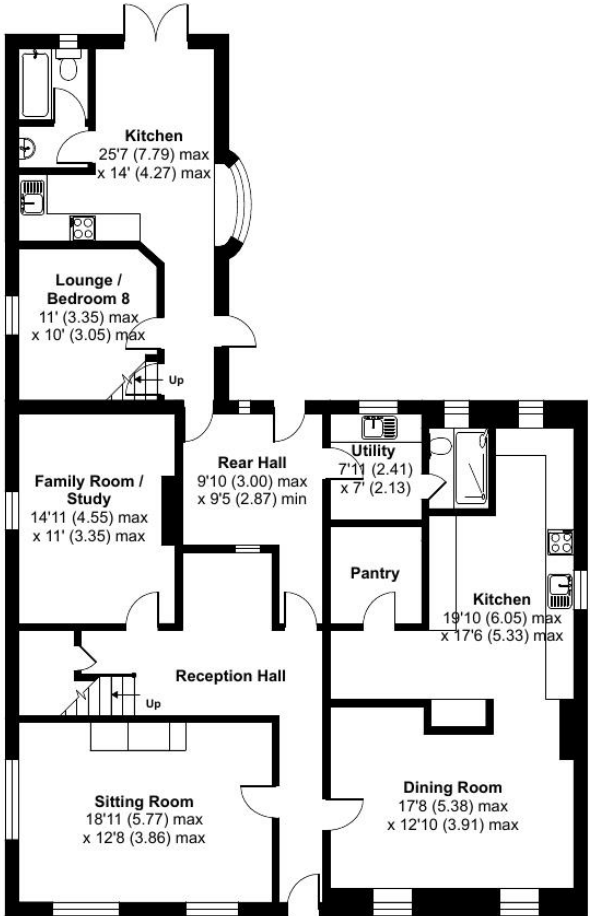 Kitchen
25'7 (7.79) max
x 14' (4.27) max
Lounge /
Bedroom 8
11' (3.35) max
x 10' (3.05) max
Up
Rear Hall
9'10 (3.00) max
x 9'5 (2.87) min
Utility
7'11 (2.41)
x 7' (2.13)
Family Room /
Study
14'11 (4.55) max
x 11' (3.35) max
Pantry
Kitchen
19'10 (6.05) max
x 17'6 (5.33) max
Reception Hall
Up
Sitting Room
18'11 (5.77) max
x 12'8 (3.86) max
Dining Room
17'8 (5.38) max
x 12'10 (3.91) max